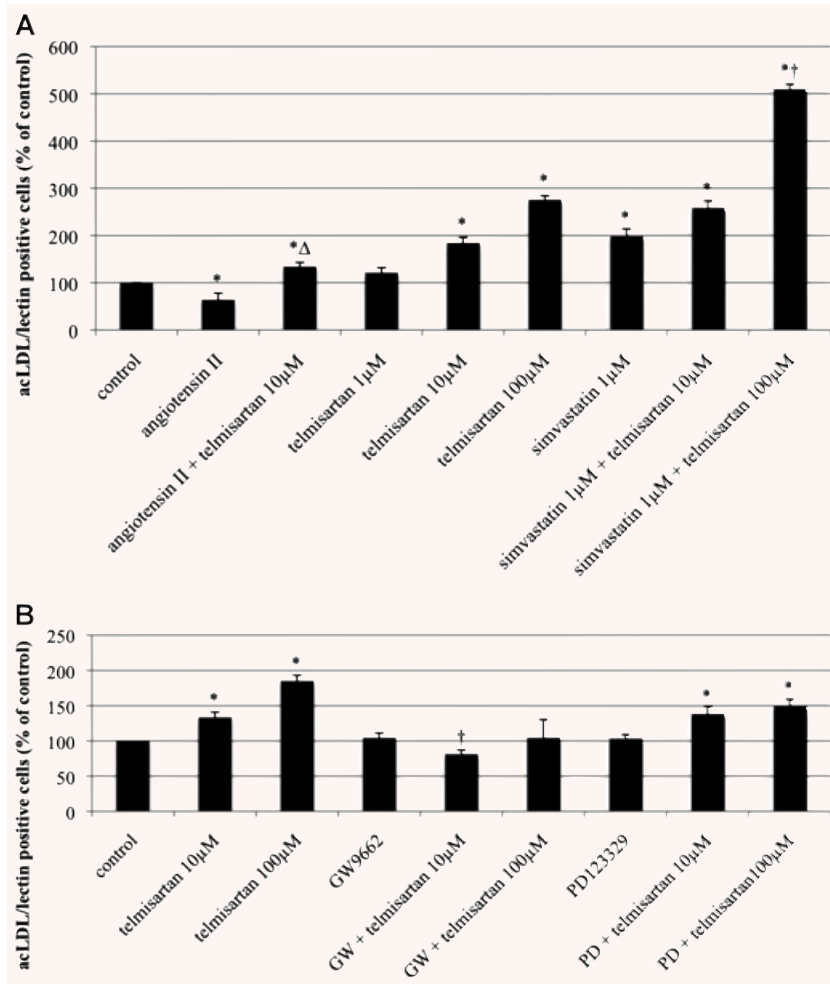 A
acLDL/lectin positive cells (% of control)
600
500
400
300
200
100
0
*
*Δ
*
*
*
*
*†
control
angiotensin II
angiotensin II + telmisartan 10μM
telmisartan 1μM
telmisartan 10μM
telmisartan 100μM
simvastatin 1μM
simvastatin 1μM + telmisartan 10μM
simvastatin 1μM + telmisartan 100μM
B
acLDL/lectin positive cells (% of control)
250
200
150
100
50
0
*
*
†
*
*
control
telmisartan 10μM
telmisartan 100μM
GW9662
GW + telmisartan 10μM
GW + telmisartan 100μM
PD123329
PD + telmisartan 10μM
PD + telmisartan100μM